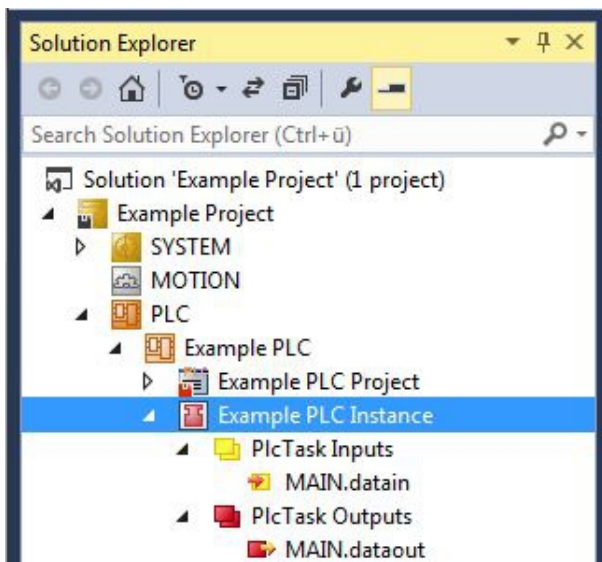 Solution Explorer
Search Solution Explorer (Ctrl+ü)
Solution 'Example Project' (1 project)
Example Project
SYSTEM
MOTION
PLC
Example PLC
Example PLC Project
Example PLC Instance
PlcTask Inputs
MAIN.datain
PlcTask Outputs
MAIN.dataout